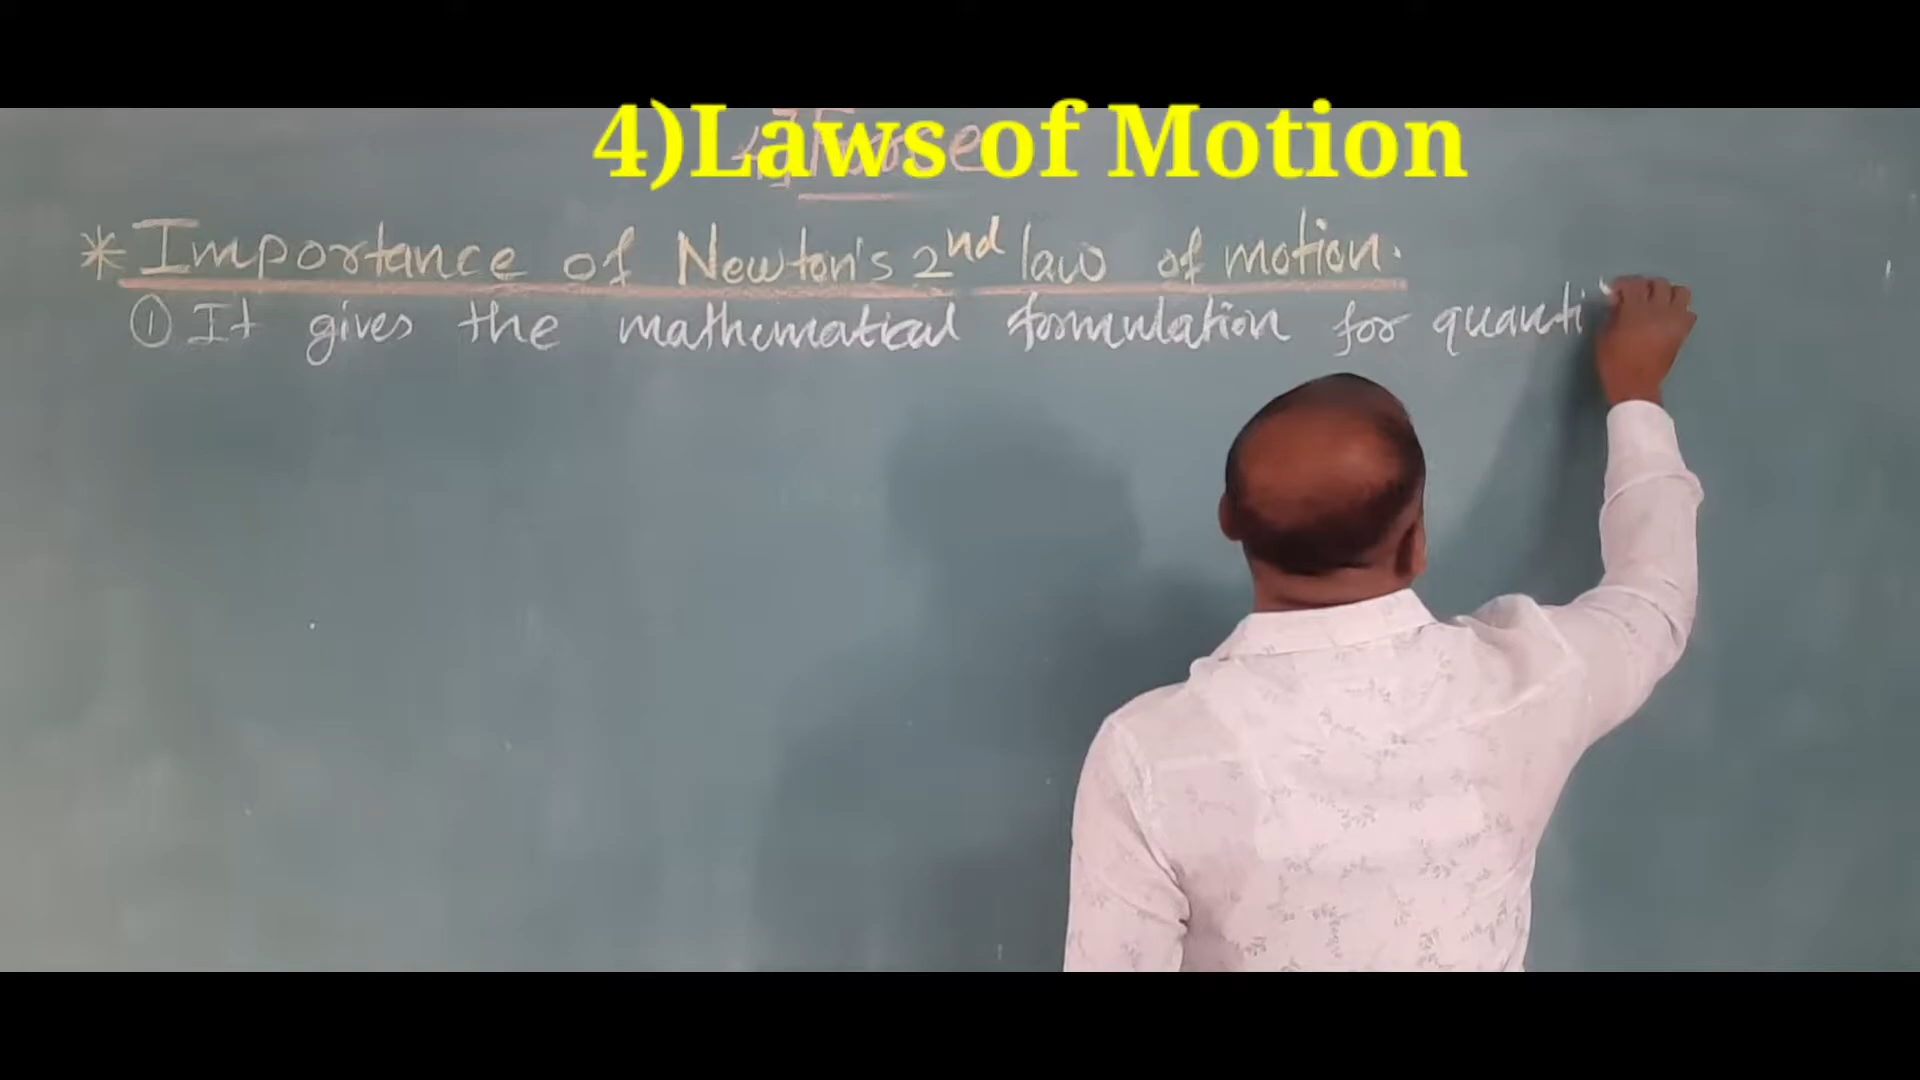 4)Laws of Motion
* Importance of Newton's 2nd law of motion.
① It gives the mathematical formulation for quanti